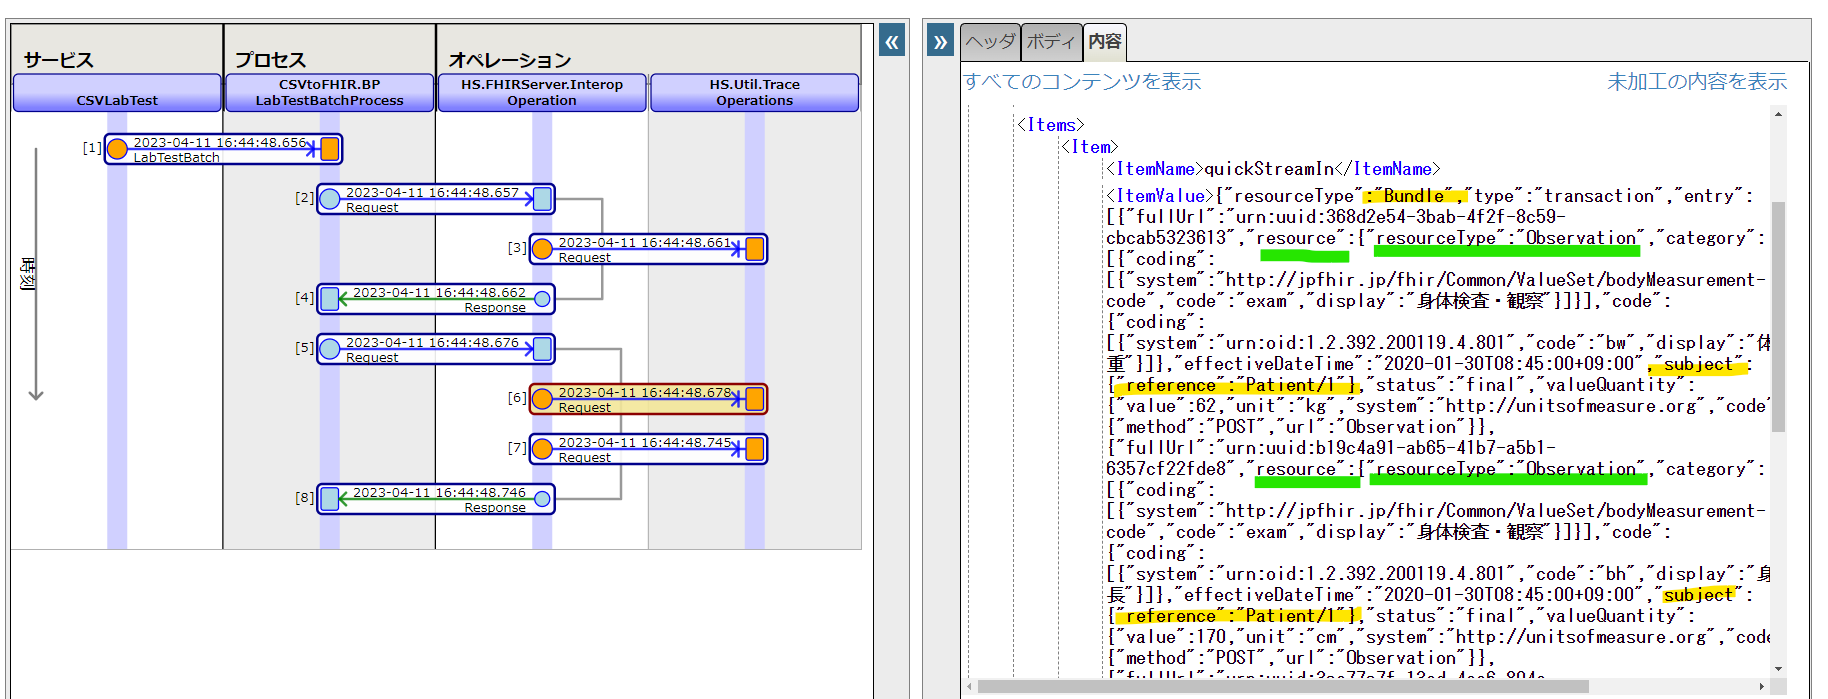 サービス
プロセス
オペレーション
CSVLabTest
CSVtoFHIR.BP
LabTestBatchProcess
HS.FHIRServer.Interop
Operation
HS.Util.Trace
Operations
時刻
[1]
2023-04-11 16:44:48.656
LabTestBatch
[2]
2023-04-11 16:44:48.657
Request
[3]
2023-04-11 16:44:48.661
Request
[4]
2023-04-11 16:44:48.662
Response
[5]
2023-04-11 16:44:48.676
Request
[6]
2023-04-11 16:44:48.678
Request
[7]
2023-04-11 16:44:48.745
Request
[8]
2023-04-11 16:44:48.746
Response
«
»
ヘッダ ボディ 内容
すべてのコンテンツを表示 未加工の内容を表示
<Items>
<Item>
<ItemName>quickStreamIn</ItemName>
<ItemValue>{"resourceType":"Bundle","type":"transaction","entry":
[{"fullUrl":"urn:uuid:368d2e54-3bab-4f2f-8c59-
cbcab5323613","resource":{"resourceType":"Observation","category":
[{"coding":
[{"system":"http://jpfhir.jp/fhir/Common/ValueSet/bodyMeasurement-
code","code":"exam","display":"身体検査・観察"}]}],"code":
{"coding":
[{"system":"urn:oid:1.2.392.200119.4.801","code":"bw","display":"体
重"}]},"effectiveDateTime":"2020-01-30T08:45:00+09:00","subject":
{"reference":"Patient/1"},"status":"final","valueQuantity":
{"value":62,"unit":"kg","system":"http://unitsofmeasure.org","code"
{"method":"POST","url":"Observation"}},
{"fullUrl":"urn:uuid:b19c4a91-ab65-41b7-a5b1-
6357cf22fde8","resource":{"resourceType":"Observation","category":
[{"coding":
[{"system":"http://jpfhir.jp/fhir/Common/ValueSet/bodyMeasurement-
code","code":"exam","display":"身体検査・観察"}]}],"code":
{"coding":
[{"system":"urn:oid:1.2.392.200119.4.801","code":"bh","display":"身
長"}]},"effectiveDateTime":"2020-01-30T08:45:00+09:00","subject":
{"reference":"Patient/1"},"status":"final","valueQuantity":
{"value":170,"unit":"cm","system":"http://unitsofmeasure.org","code
{"method":"POST","url":"Observation"}},